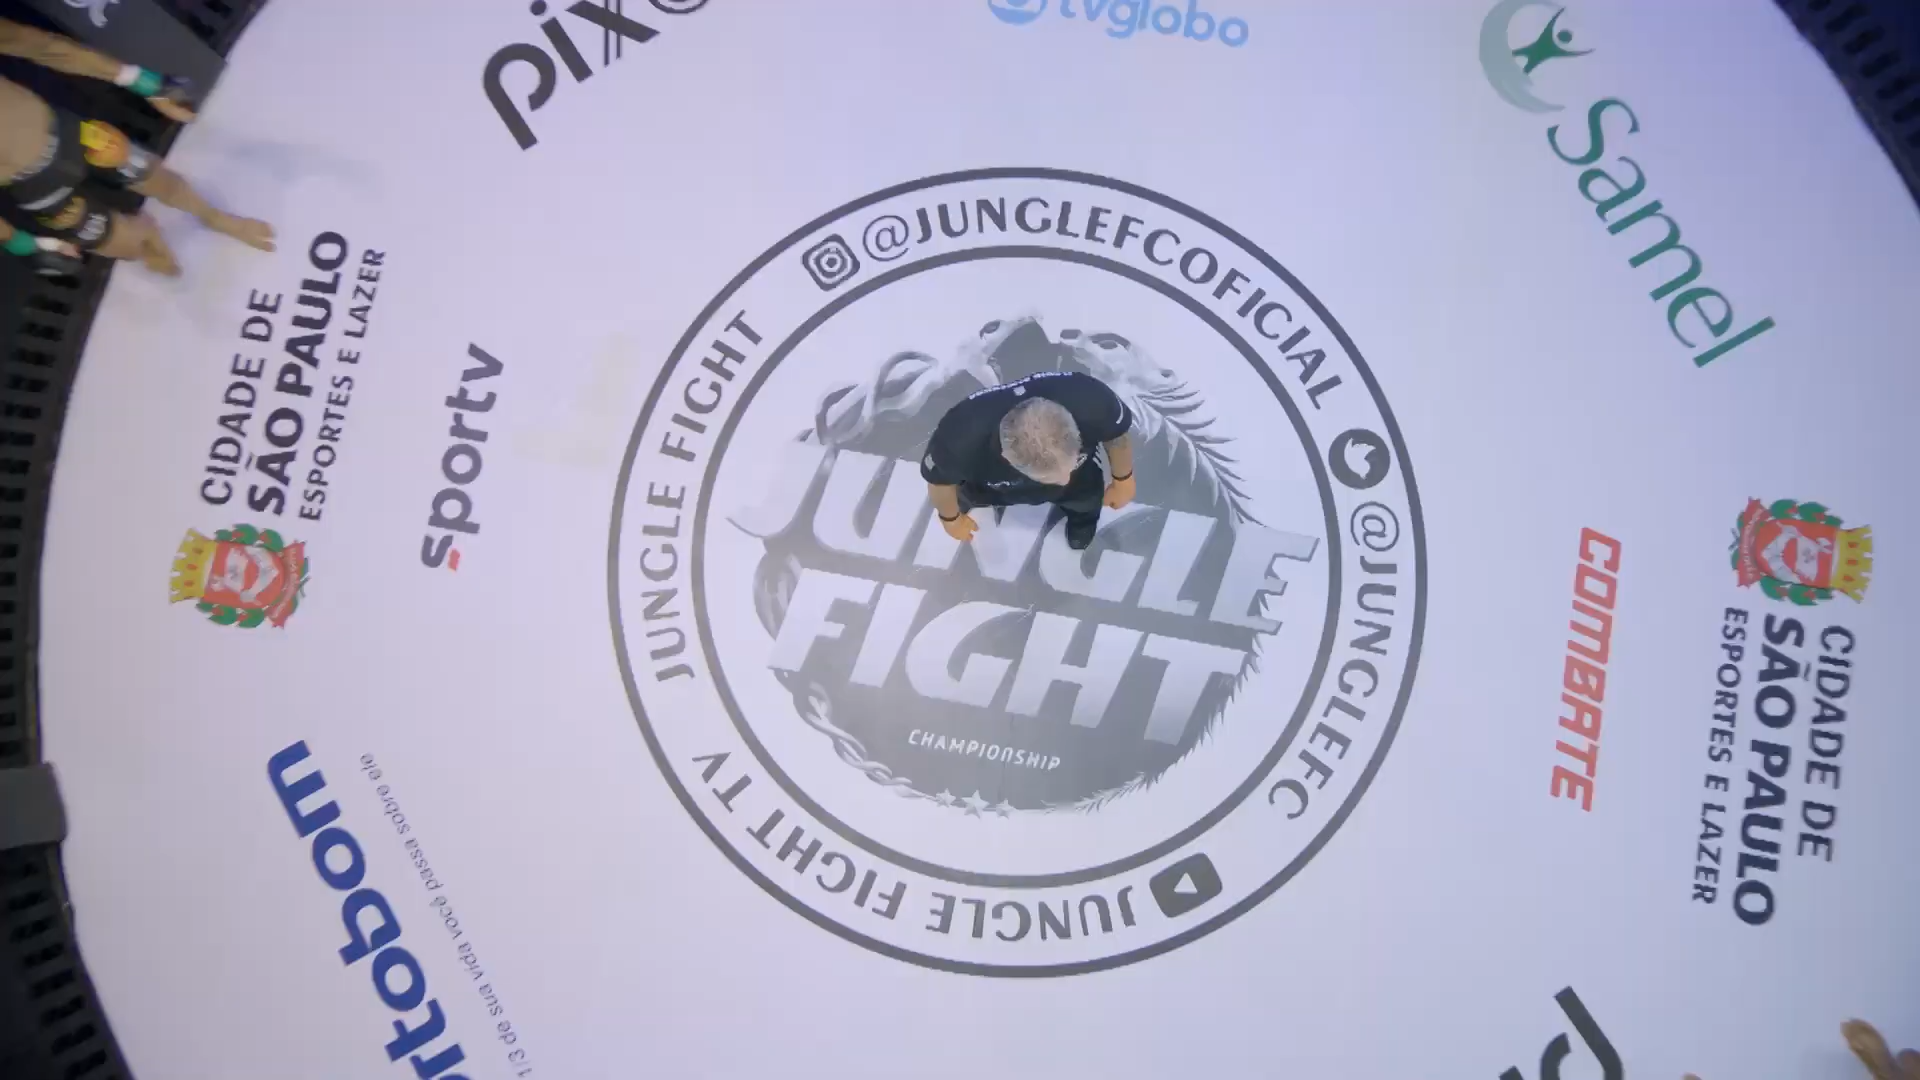 pix
tvglobo
Samel
@JUNGLEFCOFICIAL
@JUNGLEFC
JUNGLE FIGHT
JUNGLE FIGHT TV
JUNGLE
FIGHT
CHAMPIONSHIP
CIDADE DE
SÃO PAULO
ESPORTES E LAZER
sportv
COMBATE
CIDADE DE
SÃO PAULO
ESPORTES E LAZER
rtobom
1/3 de sua vida você passa sobre ele